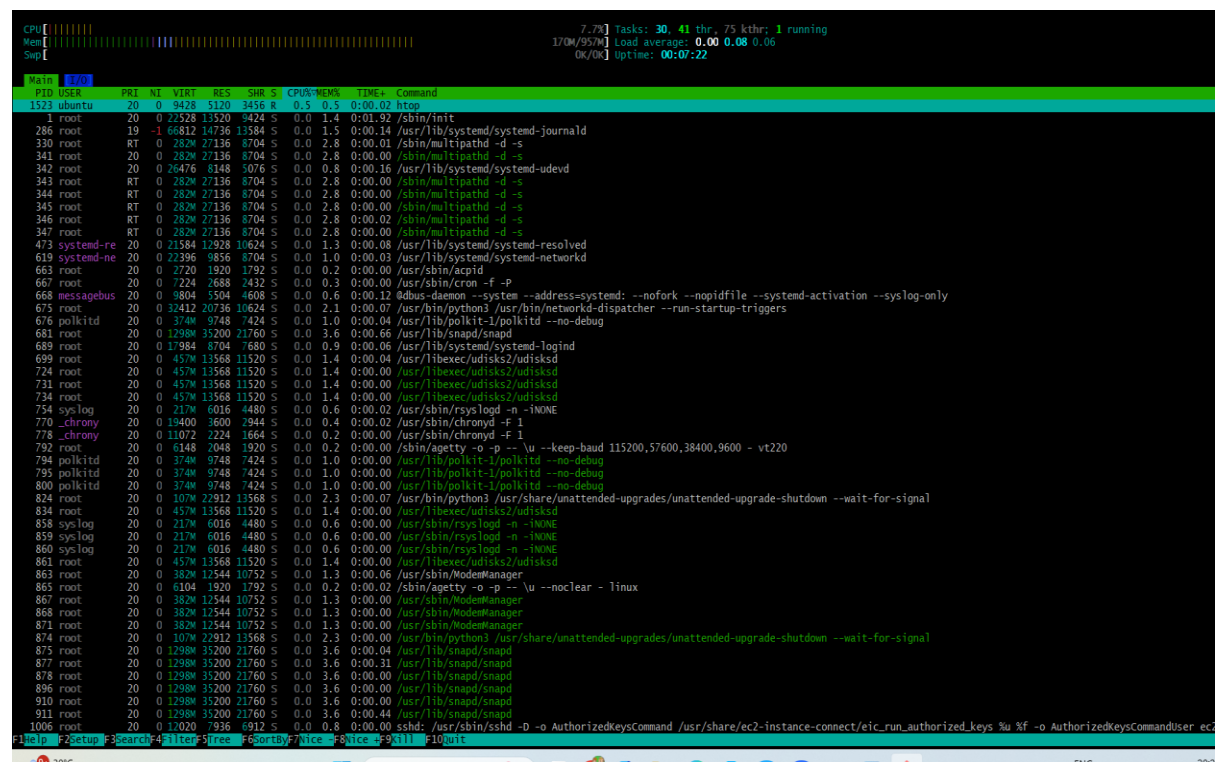 CPU[|||||||| 7.7%] Tasks: 30, 41 thr, 75 kthr; 1 running
Mem[ 170M/957M] Load average: 0.00 0.08 0.06
Swp[ 0K/0K] Uptime: 00:07:22
Main I/O
PID USER PRI NI VIRT RES SHR S CPU%▽MEM% TIME+ Command
1523 ubuntu 20 0 9428 5120 3456 R 0.5 0.5 0:00.02 htop
1 root 20 0 22528 13520 9424 S 0.0 1.4 0:01.92 /sbin/init
286 root 19 -1 66812 14736 13584 S 0.0 1.5 0:00.14 /usr/lib/systemd/systemd-journald
330 root RT 0 282M 27136 8704 S 0.0 2.8 0:00.01 /sbin/multipathd -d -s
341 root 20 0 282M 27136 8704 S 0.0 2.8 0:00.00 /sbin/multipathd -d -s
342 root 20 0 26476 8148 5076 S 0.0 0.8 0:00.16 /usr/lib/systemd/systemd-udevd
343 root RT 0 282M 27136 8704 S 0.0 2.8 0:00.00 /sbin/multipathd -d -s
344 root RT 0 282M 27136 8704 S 0.0 2.8 0:00.00 /sbin/multipathd -d -s
345 root RT 0 282M 27136 8704 S 0.0 2.8 0:00.00 /sbin/multipathd -d -s
346 root RT 0 282M 27136 8704 S 0.0 2.8 0:00.02 /sbin/multipathd -d -s
347 root RT 0 282M 27136 8704 S 0.0 2.8 0:00.00 /sbin/multipathd -d -s
473 systemd-re 20 0 21584 12928 10624 S 0.0 1.3 0:00.08 /usr/lib/systemd/systemd-resolved
619 systemd-ne 20 0 22396 9856 8704 S 0.0 1.0 0:00.03 /usr/lib/systemd/systemd-networkd
663 root 20 0 2720 1920 1792 S 0.0 0.2 0:00.00 /usr/sbin/acpid
667 root 20 0 7224 2688 2432 S 0.0 0.3 0:00.00 /usr/sbin/cron -f -P
668 messagebus 20 0 9804 5504 4608 S 0.0 0.6 0:00.12 @dbus-daemon --system --address=systemd: --nofork --nopidfile --systemd-activation --syslog-only
675 root 20 0 32412 20736 10624 S 0.0 2.1 0:00.07 /usr/bin/python3 /usr/bin/networkd-dispatcher --run-startup-triggers
676 polkitd 20 0 374M 9748 7424 S 0.0 1.0 0:00.04 /usr/lib/polkit-1/polkitd --no-debug
681 root 20 0 1298M 35200 21760 S 0.0 3.6 0:00.66 /usr/lib/snapd/snapd
689 root 20 0 17984 8704 7680 S 0.0 0.9 0:00.06 /usr/lib/systemd/systemd-logind
699 root 20 0 457M 13568 11520 S 0.0 1.4 0:00.04 /usr/libexec/udisks2/udisksd
724 root 20 0 457M 13568 11520 S 0.0 1.4 0:00.00 /usr/libexec/udisks2/udisksd
731 root 20 0 457M 13568 11520 S 0.0 1.4 0:00.00 /usr/libexec/udisks2/udisksd
734 root 20 0 457M 13568 11520 S 0.0 1.4 0:00.00 /usr/libexec/udisks2/udisksd
754 syslog 20 0 217M 6016 4480 S 0.0 0.6 0:00.02 /usr/sbin/rsyslogd -n -iNONE
770 _chrony 20 0 19400 3600 2944 S 0.0 0.4 0:00.02 /usr/sbin/chronyd -F 1
778 _chrony 20 0 11072 2224 1664 S 0.0 0.2 0:00.00 /usr/sbin/chronyd -F 1
792 root 20 0 6148 2048 1920 S 0.0 0.2 0:00.00 /sbin/agetty -o -p -- \u --keep-baud 115200,57600,38400,9600 - vt220
794 polkitd 20 0 374M 9748 7424 S 0.0 1.0 0:00.00 /usr/lib/polkit-1/polkitd --no-debug
795 polkitd 20 0 374M 9748 7424 S 0.0 1.0 0:00.00 /usr/lib/polkit-1/polkitd --no-debug
800 polkitd 20 0 374M 9748 7424 S 0.0 1.0 0:00.00 /usr/lib/polkit-1/polkitd --no-debug
824 root 20 0 107M 22912 13568 S 0.0 2.3 0:00.07 /usr/bin/python3 /usr/share/unattended-upgrades/unattended-upgrade-shutdown --wait-for-signal
834 root 20 0 457M 13568 11520 S 0.0 1.4 0:00.00 /usr/libexec/udisks2/udisksd
858 syslog 20 0 217M 6016 4480 S 0.0 0.6 0:00.00 /usr/sbin/rsyslogd -n -iNONE
859 syslog 20 0 217M 6016 4480 S 0.0 0.6 0:00.00 /usr/sbin/rsyslogd -n -iNONE
860 syslog 20 0 217M 6016 4480 S 0.0 0.6 0:00.00 /usr/sbin/rsyslogd -n -iNONE
861 root 20 0 457M 13568 11520 S 0.0 1.4 0:00.00 /usr/libexec/udisks2/udisksd
863 root 20 0 382M 12544 10752 S 0.0 1.3 0:00.06 /usr/sbin/ModemManager
865 root 20 0 6104 1920 1792 S 0.0 0.2 0:00.02 /sbin/agetty -o -p -- \u --noclear - linux
867 root 20 0 382M 12544 10752 S 0.0 1.3 0:00.00 /usr/sbin/ModemManager
868 root 20 0 382M 12544 10752 S 0.0 1.3 0:00.00 /usr/sbin/ModemManager
871 root 20 0 382M 12544 10752 S 0.0 1.3 0:00.00 /usr/sbin/ModemManager
874 root 20 0 107M 22912 13568 S 0.0 2.3 0:00.00 /usr/bin/python3 /usr/share/unattended-upgrades/unattended-upgrade-shutdown --wait-for-signal
875 root 20 0 1298M 35200 21760 S 0.0 3.6 0:00.04 /usr/lib/snapd/snapd
877 root 20 0 1298M 35200 21760 S 0.0 3.6 0:00.31 /usr/lib/snapd/snapd
878 root 20 0 1298M 35200 21760 S 0.0 3.6 0:00.00 /usr/lib/snapd/snapd
896 root 20 0 1298M 35200 21760 S 0.0 3.6 0:00.00 /usr/lib/snapd/snapd
910 root 20 0 1298M 35200 21760 S 0.0 3.6 0:00.00 /usr/lib/snapd/snapd
911 root 20 0 1298M 35200 21760 S 0.0 3.6 0:00.44 /usr/lib/snapd/snapd
1006 root 20 0 12020 7936 6912 S 0.0 0.8 0:00.00 sshd: /usr/sbin/sshd -D -o AuthorizedKeysCommand /usr/share/ec2-instance-connect/eic_run_authorized_keys %u %f -o AuthorizedKeysCommandUser ec2
F1Help F2Setup F3SearchF4FilterF5Tree F6SortByF7Nice -F8Nice +F9Kill F10Quit